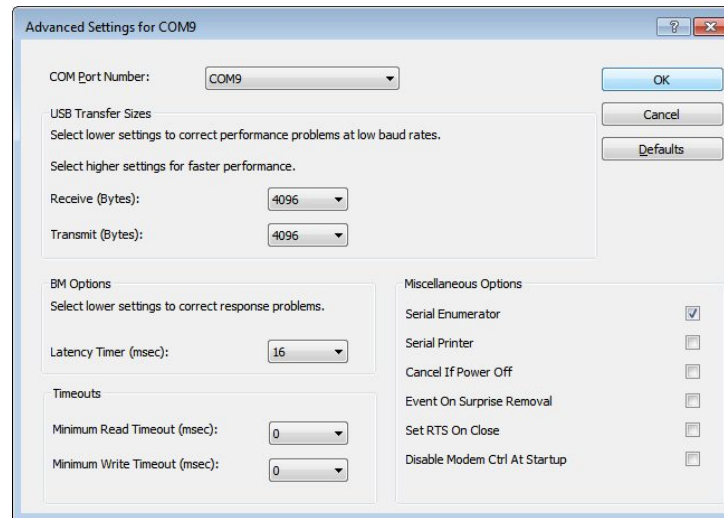 Advanced Settings for COM9
COM Port Number: COM9
OK
USB Transfer Sizes
Cancel
Select lower settings to correct performance problems at low baud rates.
Defaults
Select higher settings for faster performance.
Receive (Bytes): 4096
Transmit (Bytes): 4096
BM Options
Select lower settings to correct response problems.
Latency Timer (msec): 16
Timeouts
Minimum Read Timeout (msec): 0
Minimum Write Timeout (msec): 0
Miscellaneous Options
Serial Enumerator
Serial Printer
Cancel If Power Off
Event On Surprise Removal
Set RTS On Close
Disable Modem Ctrl At Startup